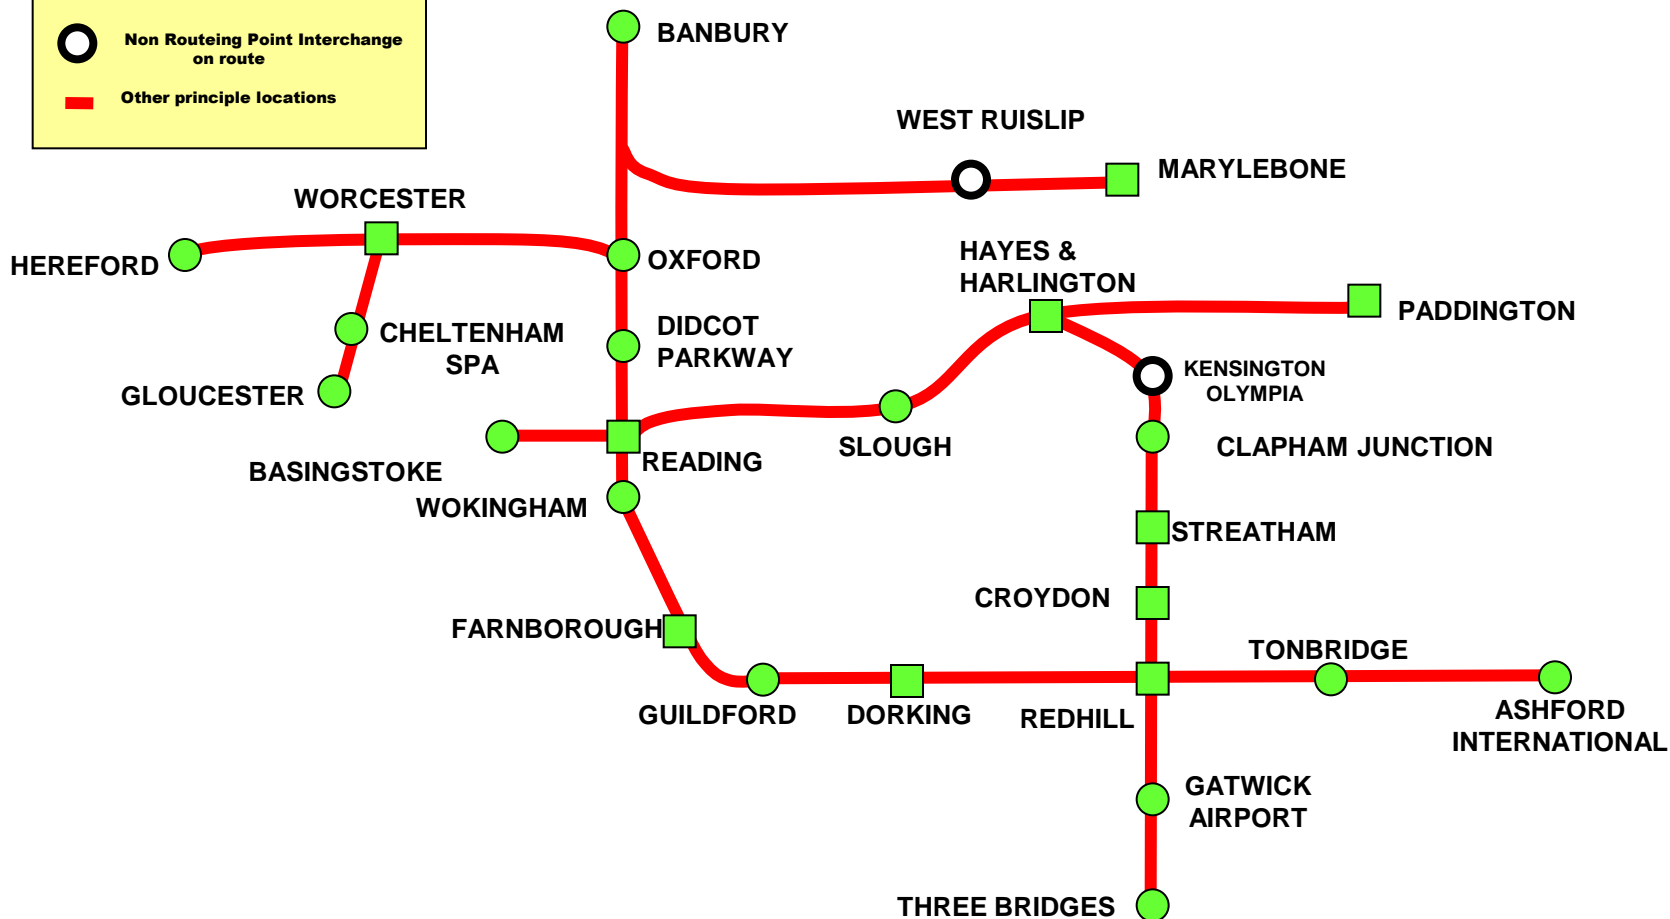 Non Routeing Point Interchange
on route
Other principle locations
BANBURY
WEST RUISLIP
MARYLEBONE
WORCESTER
HEREFORD
OXFORD
HAYES &
HARLINGTON
PADDINGTON
DIDCOT
PARKWAY
CHELTENHAM
SPA
GLOUCESTER
KENSINGTON
OLYMPIA
SLOUGH
CLAPHAM JUNCTION
BASINGSTOKE
READING
WOKINGHAM
STREATHAM
CROYDON
FARNBOROUGH
TONBRIDGE
GUILDFORD
DORKING
REDHILL
ASHFORD
INTERNATIONAL
GATWICK
AIRPORT
THREE BRIDGES